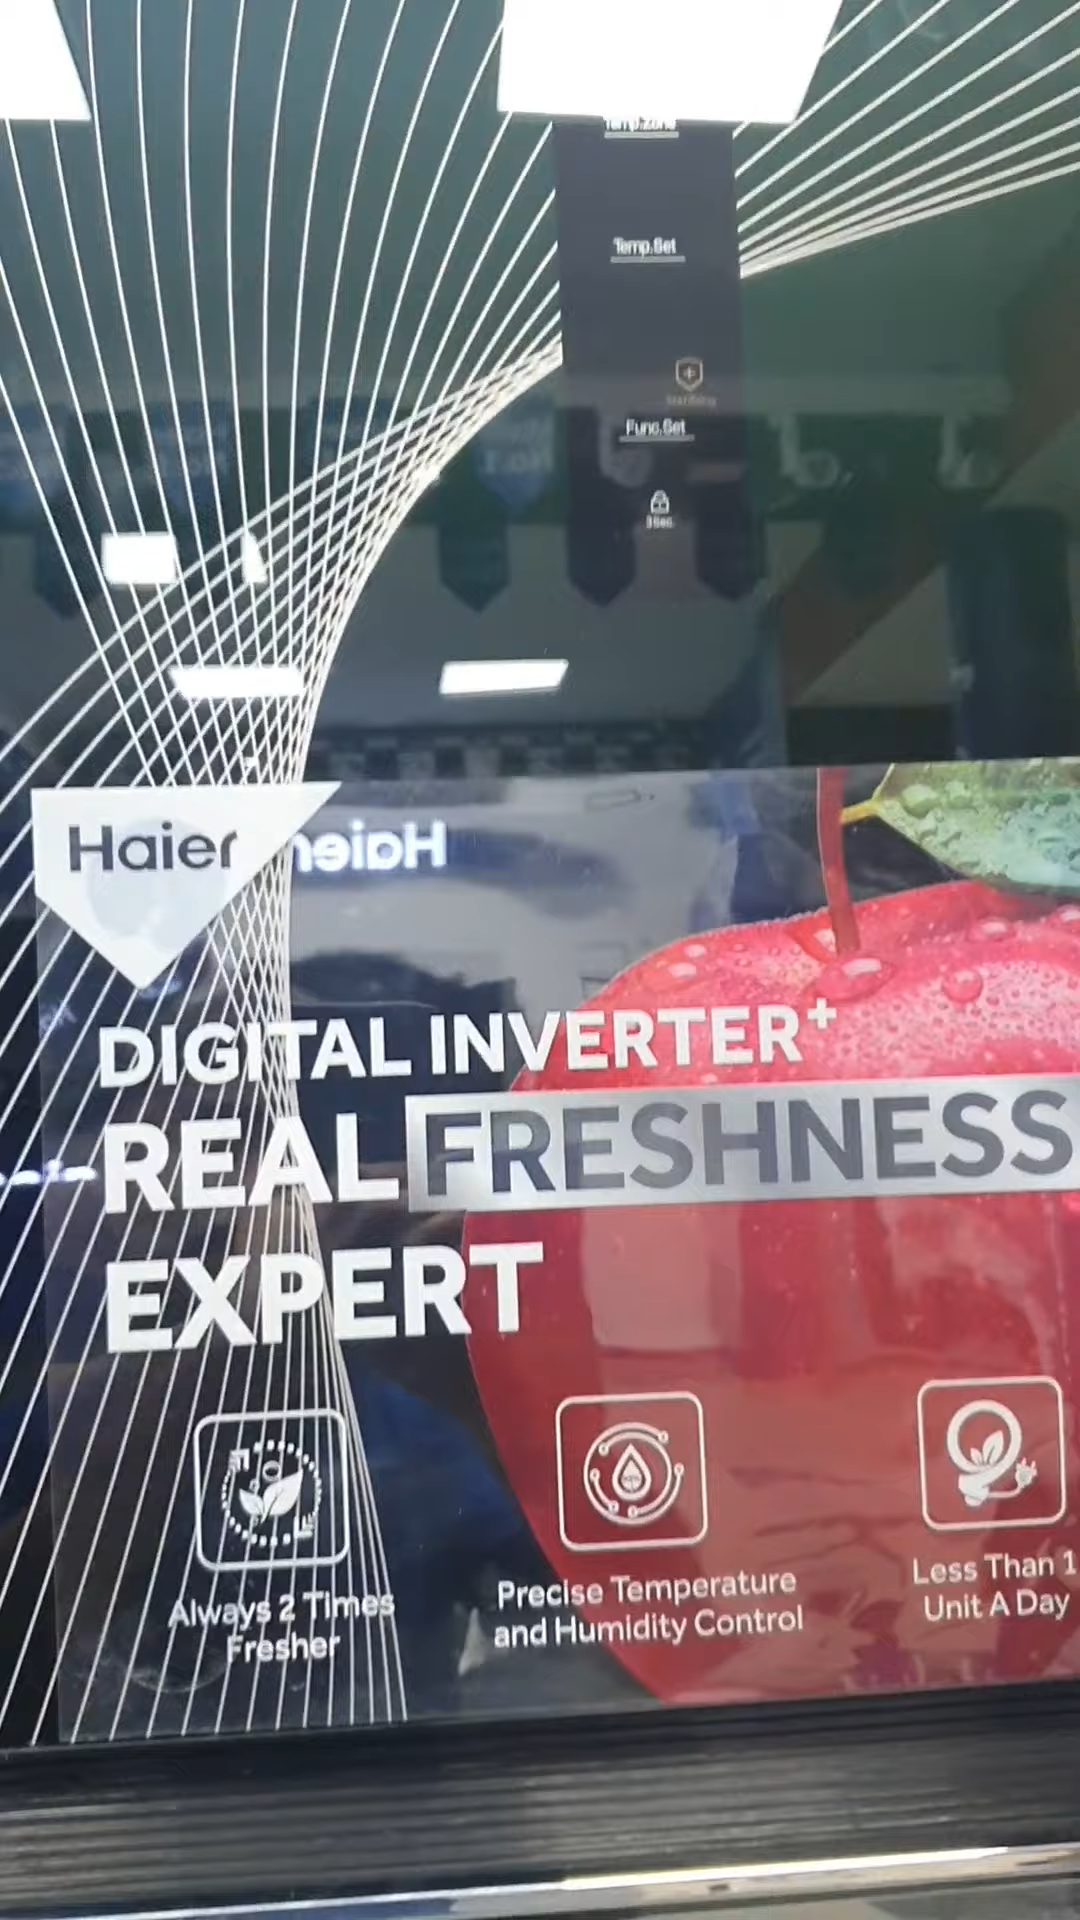 Temp.Zone
Temp.Set
Func.Set
3Sec.
Haier
Haier
DIGITAL INVERTER+
REAL FRESHNESS
EXPERT
Always 2 Times
Fresher
Precise Temperature
and Humidity Control
Less Than 1
Unit A Day